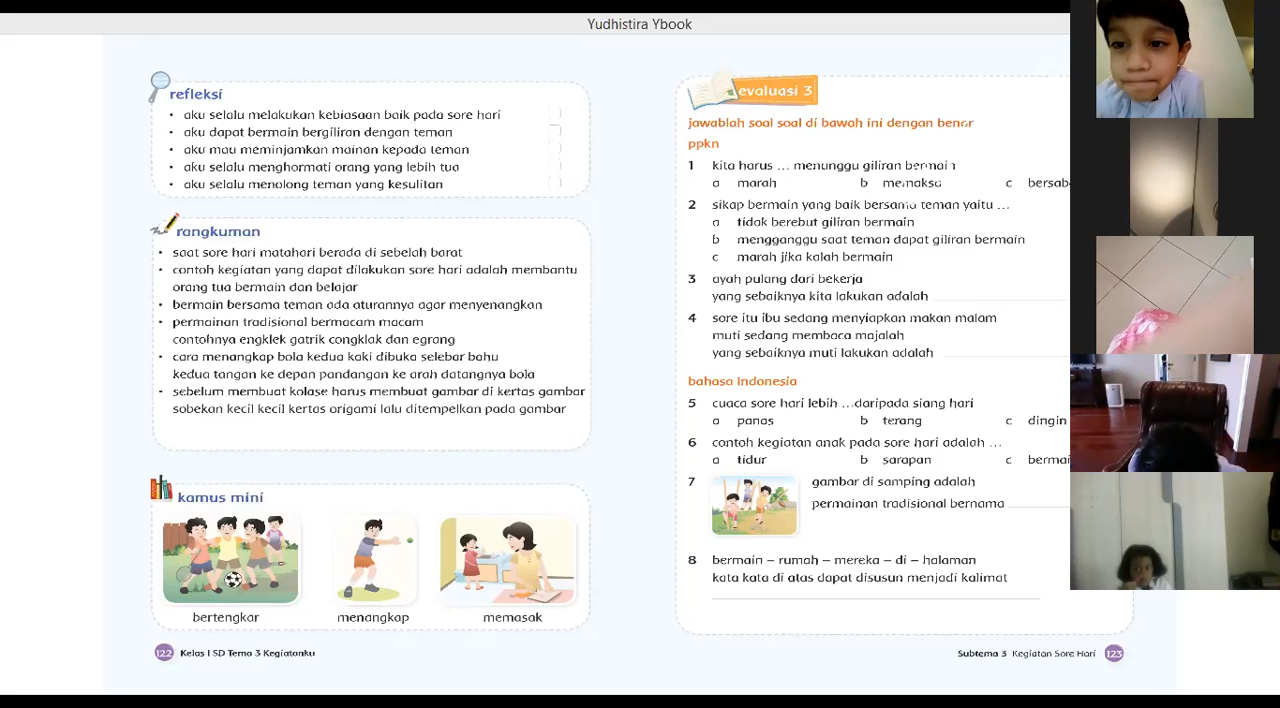 Yudhistira Ybook
refleksi
• aku selalu melakukan kebiasaan baik pada sore hari
• aku dapat bermain bergiliran dengan teman
• aku mau meminjamkan mainan kepada teman
• aku selalu menghormati orang yang lebih tua
• aku selalu menolong teman yang kesulitan
rangkuman
• saat sore hari matahari berada di sebelah barat
• contoh kegiatan yang dapat dilakukan sore hari adalah membantu
orang tua bermain dan belajar
• bermain bersama teman ada aturannya agar menyenangkan
• permainan tradisional bermacam macam
contohnya engklek gatrik congklak dan egrang
• cara menangkap bola kedua kaki dibuka selebar bahu
kedua tangan ke depan pandangan ke arah datangnya bola
• sebelum membuat kolase harus membuat gambar di kertas gambar
sobekan kecil kecil kertas origami lalu ditempelkan pada gambar
kamus mini
bertengkar menangkap memasak
122 Kelas I SD Tema 3 Kegiatanku
evaluasi 3
jawablah soal soal di bawah ini dengan benar
ppkn
1 kita harus ... menunggu giliran bermain
a marah b memaksa c bersab
2 sikap bermain yang baik bersama teman yaitu ...
a tidak berebut giliran bermain
b mengganggu saat teman dapat giliran bermain
c marah jika kalah bermain
3 ayah pulang dari bekerja
yang sebaiknya kita lakukan adalah
4 sore itu ibu sedang menyiapkan makan malam
muti sedang membaca majalah
yang sebaiknya muti lakukan adalah
bahasa Indonesia
5 cuaca sore hari lebih ...daripada siang hari
a panas b terang c dingin
6 contoh kegiatan anak pada sore hari adalah ...
a tidur b sarapan c bermai
7 gambar di samping adalah
permainan tradisional bernama
8 bermain – rumah – mereka – di – halaman
kata kata di atas dapat disusun menjadi kalimat
Subtema 3 Kegiatan Sore Hari 123